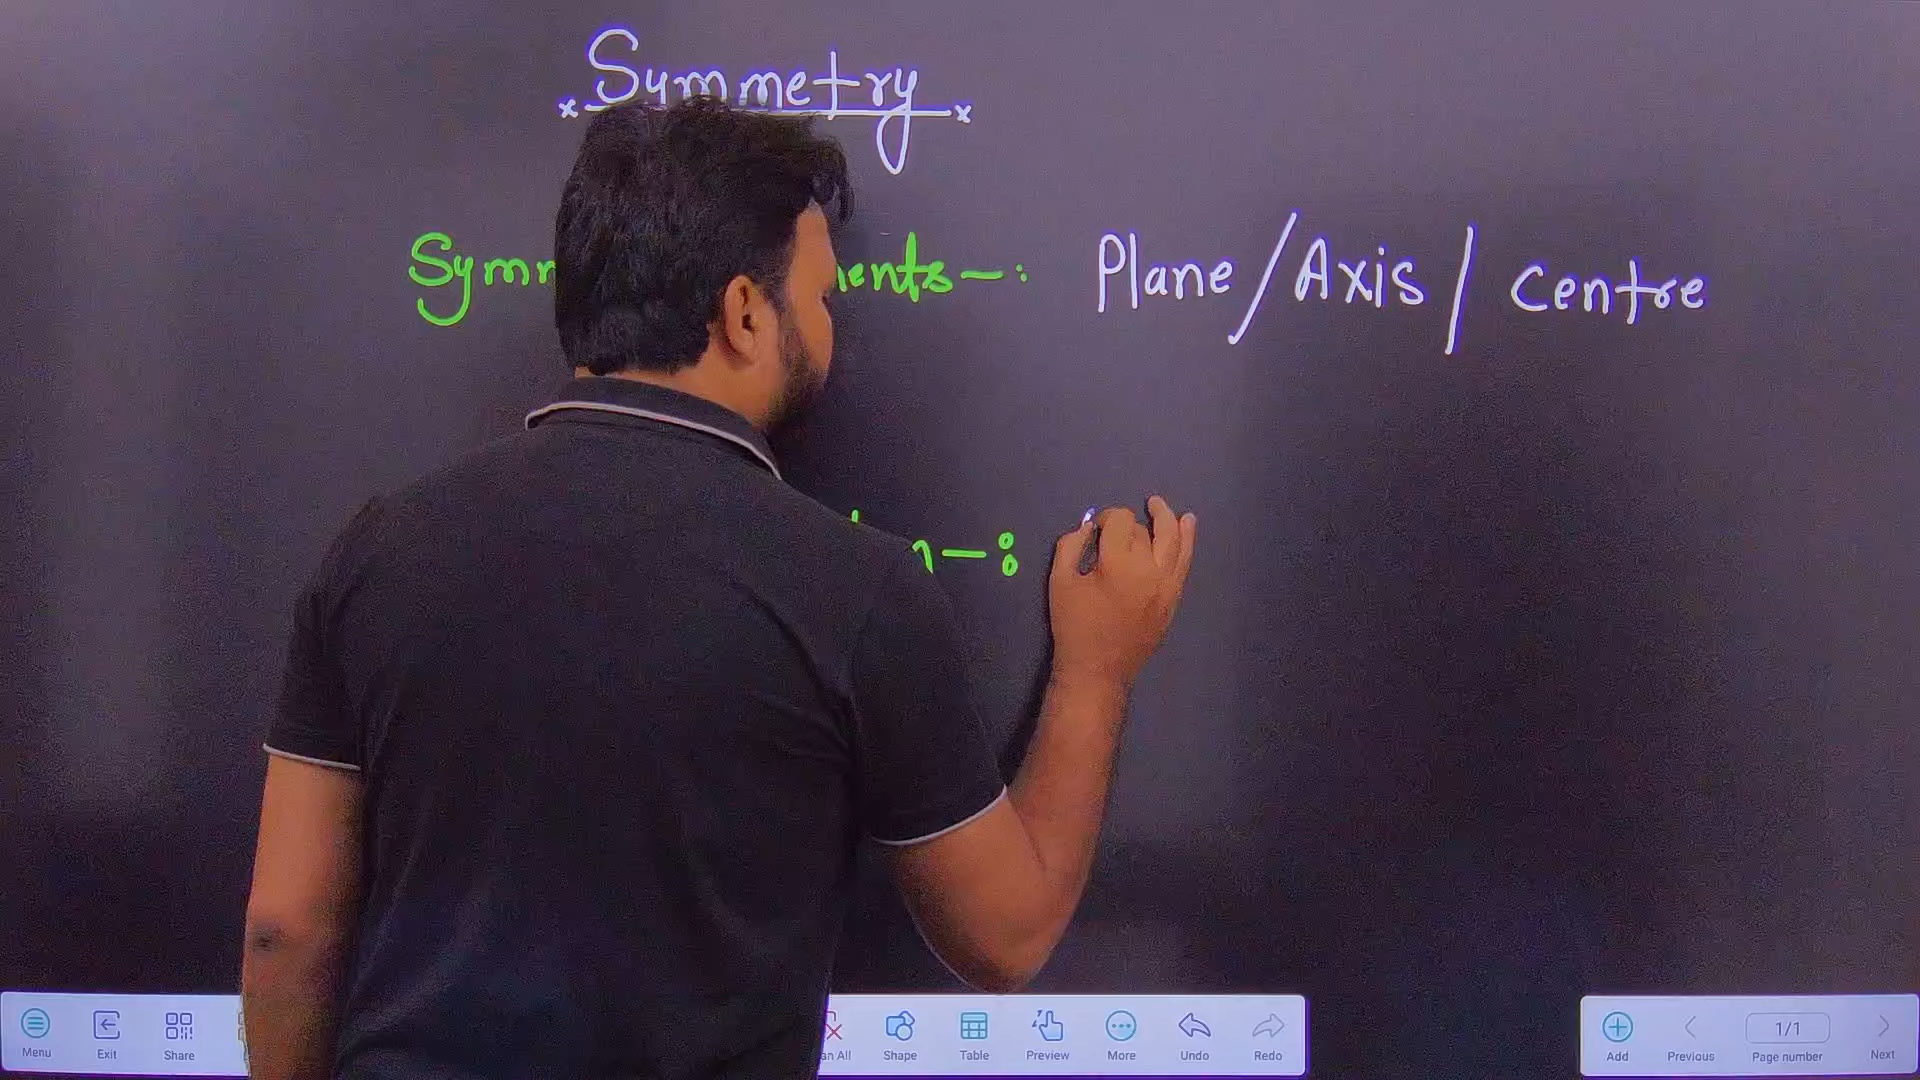 Symmetry
Plane / Axis / Centre
Menu Exit Share Shape Table Preview More Undo Redo Add Previous 1/1 Page number Next